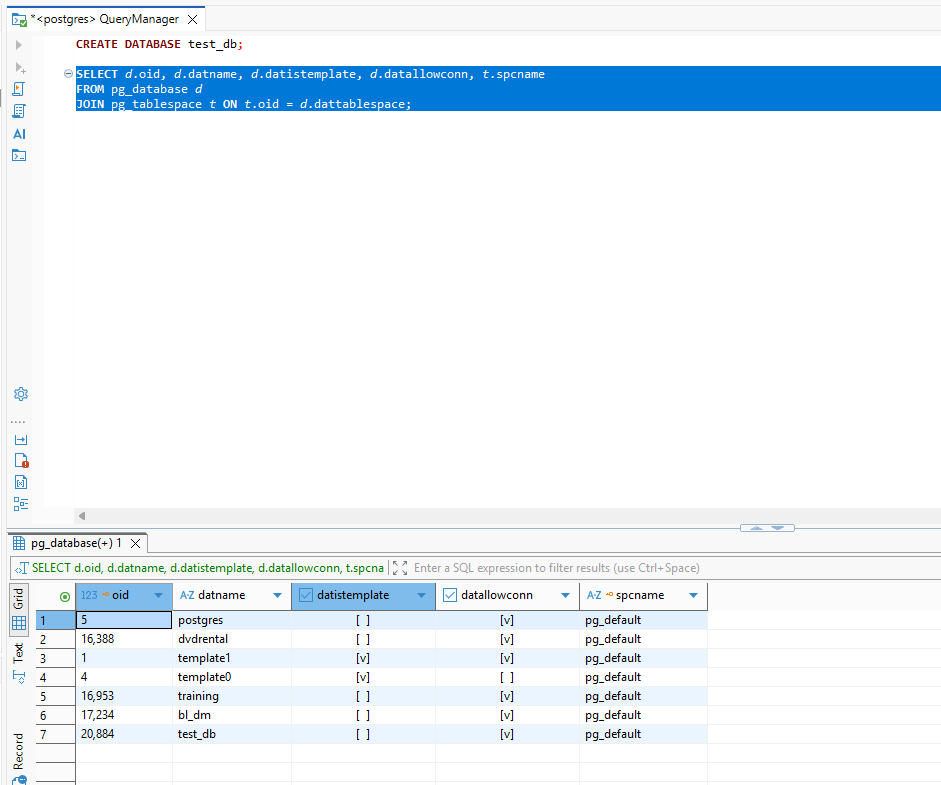 *<postgres> QueryManager
CREATE DATABASE test_db;
SELECT d.oid, d.datname, d.datistemplate, d.datallowconn, t.spcname
FROM pg_database d
JOIN pg_tablespace t ON t.oid = d.dattablespace;
AI
pg_database(+) 1
SELECT d.oid, d.datname, d.datistemplate, d.datallowconn, t.spcna Enter a SQL expression to filter results (use Ctrl+Space)
Grid
Text
Record
123 oid A-Z datname datistemplate datallowconn A-Z spcname
1 5 postgres [ ] [v] pg_default
2 16,388 dvdrental [ ] [v] pg_default
3 1 template1 [v] [v] pg_default
4 4 template0 [v] [ ] pg_default
5 16,953 training [ ] [v] pg_default
6 17,234 bl_dm [ ] [v] pg_default
7 20,884 test_db [ ] [v] pg_default